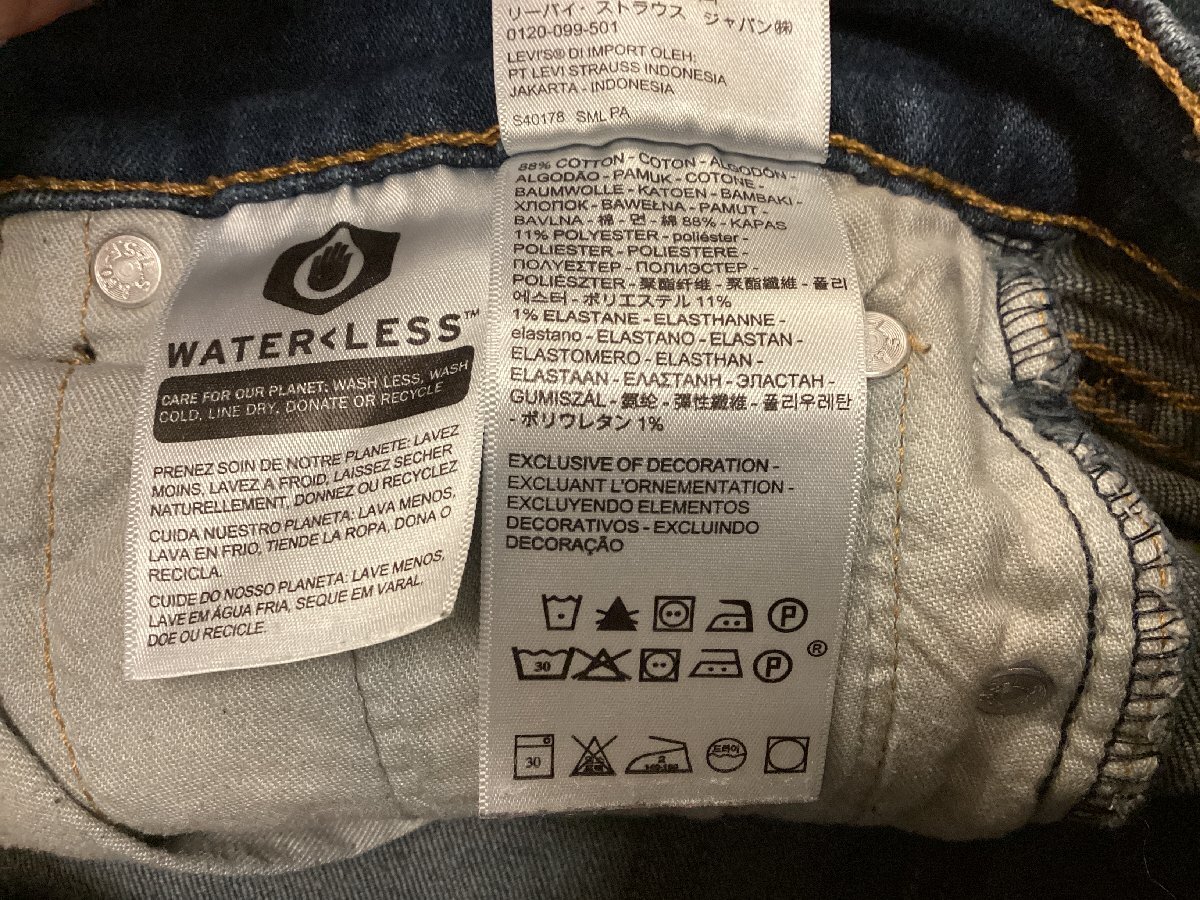 リーバイ・ストラウス ジャパン㈱
0120-099-501
LEVI'S® DI IMPORT OLEH:
PT LEVI STRAUSS INDONESIA
JAKARTA - INDONESIA
S40178 SML PA
88% COTTON - COTON - ALGODÓN -
ALGODÃO - PAMUK - COTONE -
BAUMWOLLE - KATOEN - BAMBAKI -
ХЛОПОК - BAWEŁNA - PAMUT -
BAVLNA - 棉 - 면 - 綿 88% - KAPAS
11% POLYESTER - poliéster -
POLIESTER - POLIESTERE -
ΠΟΛΥΕΣΤΕΡ - ПОЛИЭСТЕР -
POLIÉSZTER - 聚酯纤维 - 聚酯纖維 - 폴리
에스터 - ポリエステル 11%
1% ELASTANE - ELASTHANNE -
elastano - ELASTANO - ELASTAN -
ELASTOMERO - ELASTHAN -
ELASTAAN - ΕΛΑΣΤΑΝΗ - ЭЛАСТАН -
GUMISZÁL - 氨纶 - 彈性纖維 - 폴리우레탄
- ポリウレタン 1%
EXCLUSIVE OF DECORATION -
EXCLUANT L'ORNEMENTATION -
EXCLUYENDO ELEMENTOS
DECORATIVOS - EXCLUINDO
DECORAÇÃO
P
30 P ®
30 2 드라이
WATER<LESS™
CARE FOR OUR PLANET: WASH LESS, WASH
COLD, LINE DRY, DONATE OR RECYCLE
PRENEZ SOIN DE NOTRE PLANETE: LAVEZ
MOINS, LAVEZ A FROID, LAISSEZ SECHER
NATURELLEMENT, DONNEZ OU RECYCLEZ
CUIDA NUESTRO PLANETA: LAVA MENOS,
LAVA EN FRIO, TIENDE LA ROPA, DONA O
RECICLA.
CUIDE DO NOSSO PLANETA: LAVE MENOS,
LAVE EM ÁGUA FRIA, SEQUE EM VARAL.
DOE OU RECICLE.